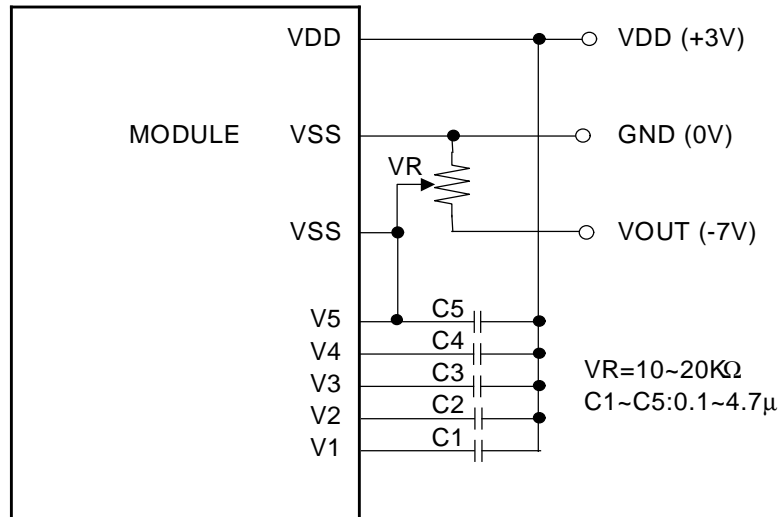 VDD
VDD (+3V)
MODULE
VSS
GND (0V)
VR
VSS
VOUT (-7V)
V5
C5
V4
C4
V3
C3
V2
C2
V1
C1
VR=10~20KΩ
C1~C5:0.1~4.7μ